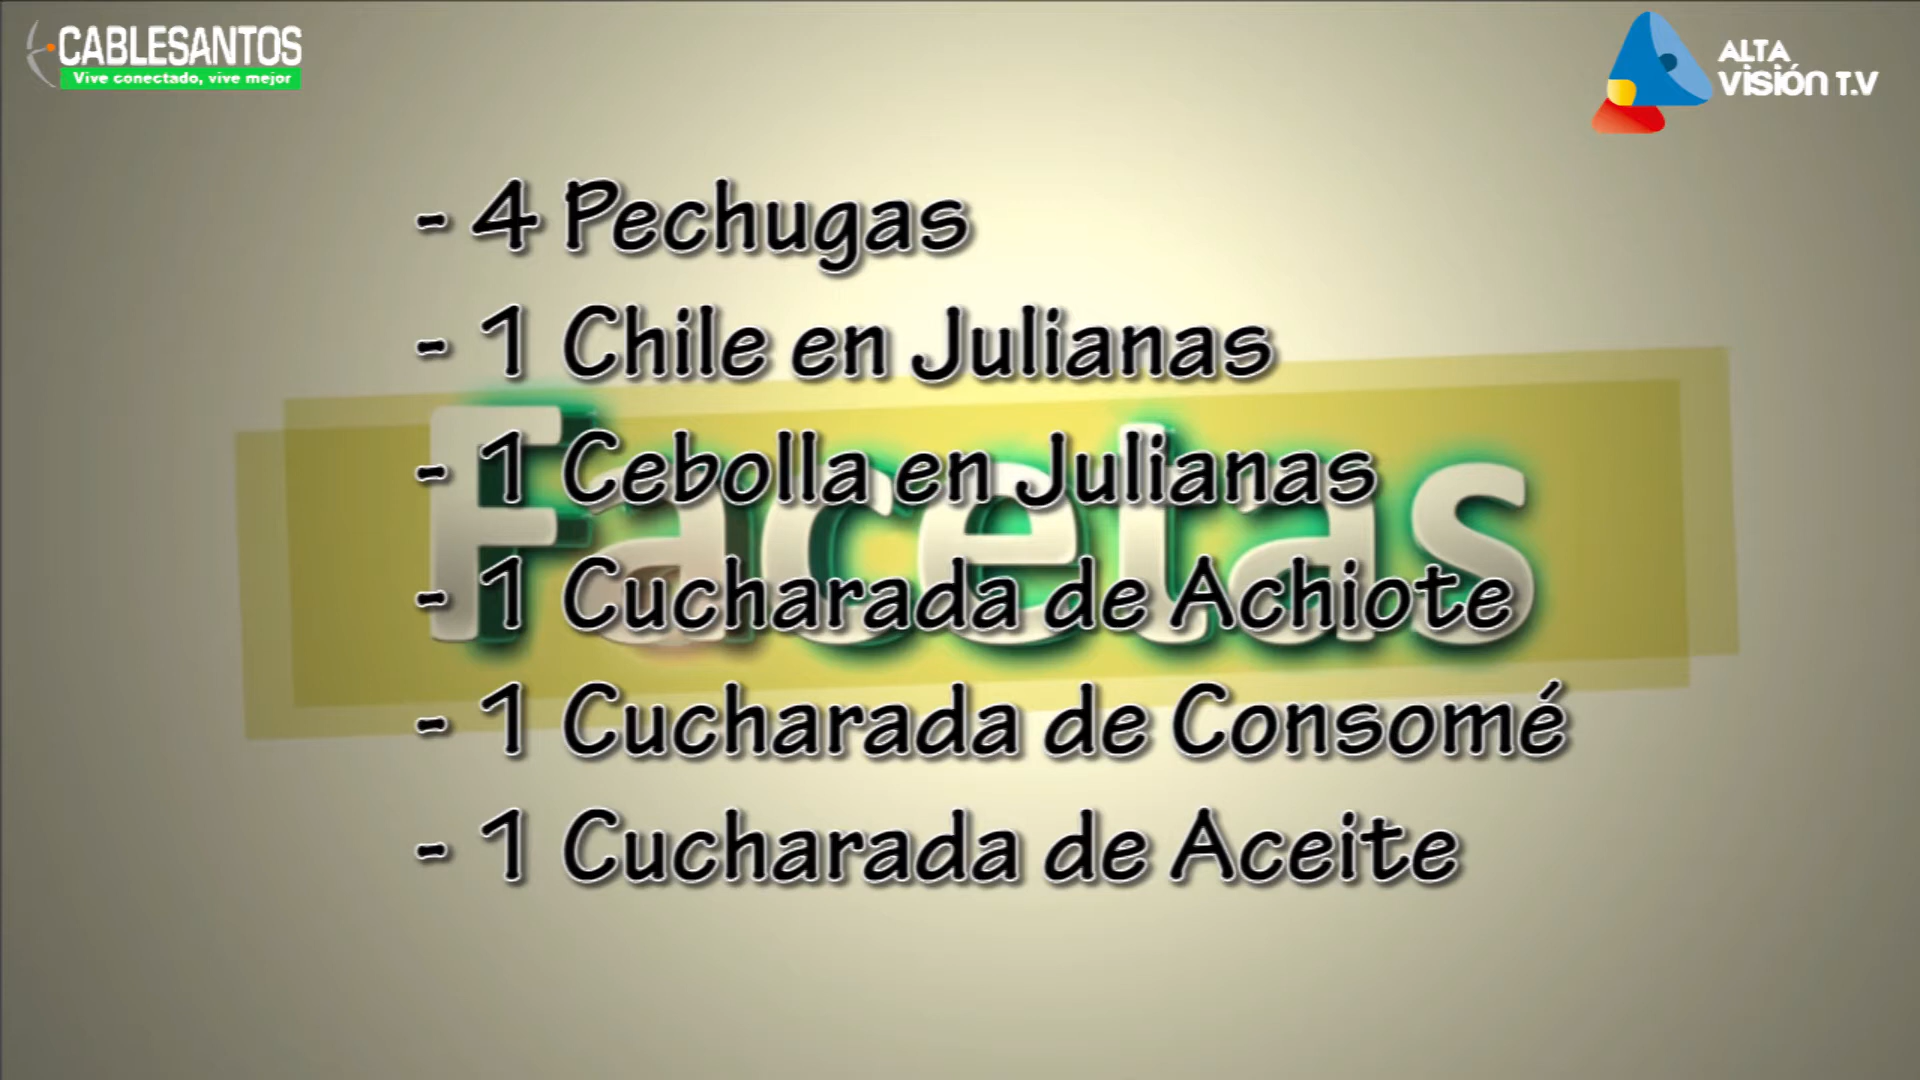 CABLESANTOS
Vive conectado, vive mejor
ALTA
visión T.V
- 4 Pechugas
- 1 Chile en Julianas
- 1 Cebolla en Julianas
Facetas
- 1 Cucharada de Achiote
- 1 Cucharada de Consomé
- 1 Cucharada de Aceite